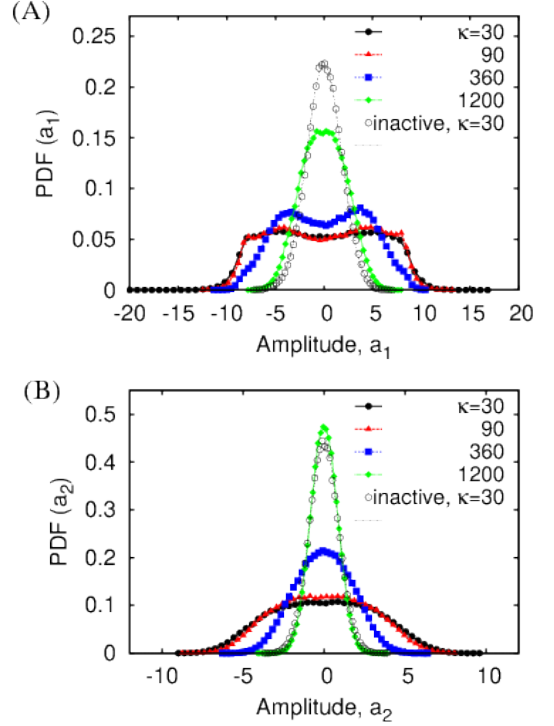 (A)
0.25
0.2
0.15
0.1
0.05
0
PDF (a₁)
κ=30
90
360
1200
inactive, κ=30
-20 -15 -10 -5 0 5 10 15 20
Amplitude, a₁
(B)
0.5
0.4
0.3
0.2
0.1
0
PDF (a₂)
κ=30
90
360
1200
inactive, κ=30
-10 -5 0 5 10
Amplitude, a₂